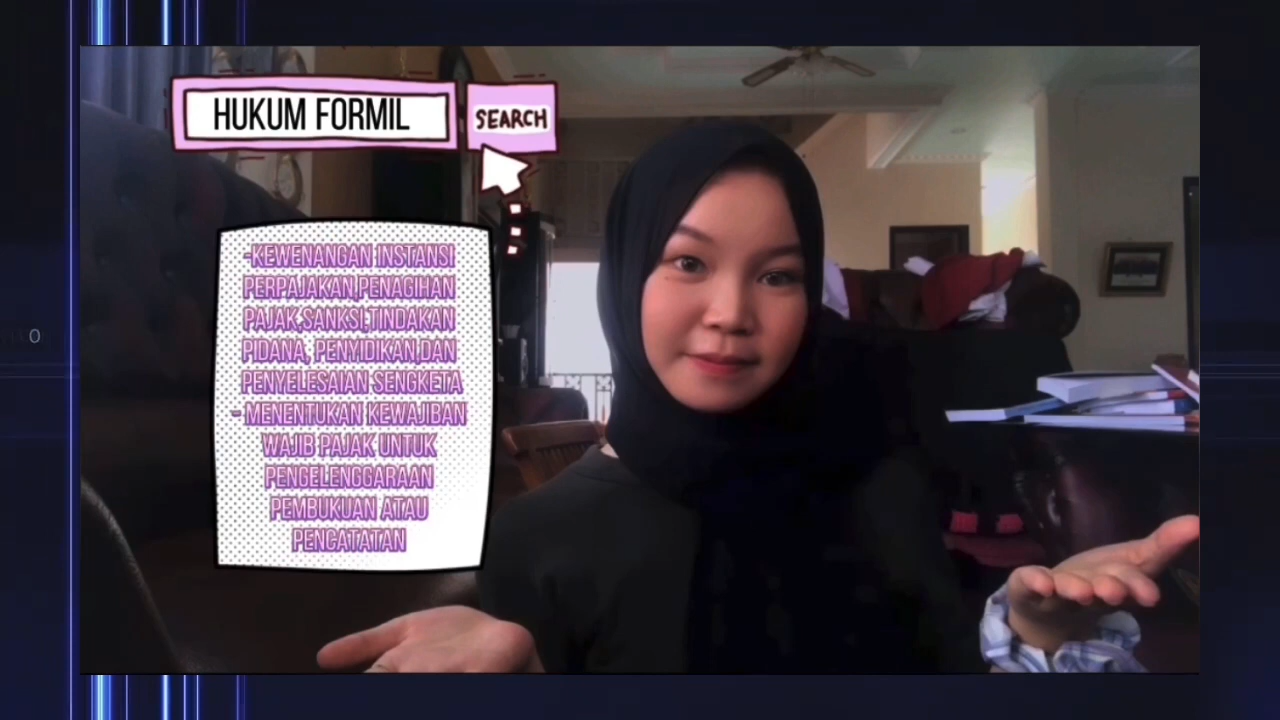 HUKUM FORMIL
SEARCH
-KEWENANGAN INSTANSI
PERPAJAKAN,PENAGIHAN
PAJAK,SANKSI,TINDAKAN
PIDANA, PENYIDIKAN,DAN
PENYELESAIAN SENGKETA
- MENENTUKAN KEWAJIBAN
WAJIB PAJAK UNTUK
PENGELENGGARAAN
PEMBUKUAN ATAU
PENCATATAN
0